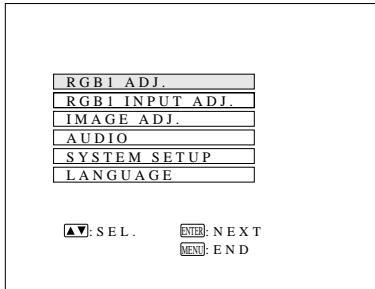 RGB1 ADJ.
RGB1 INPUT ADJ.
IMAGE ADJ.
AUDIO
SYSTEM SETUP
LANGUAGE
▲▼:SEL. ENTER:NEXT
MENU:END